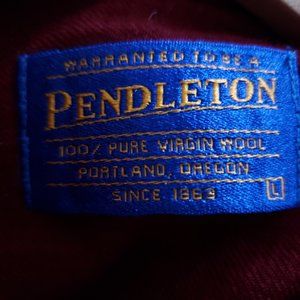 WARRANTED TO BE A
PENDLETON
100% PURE VIRGIN WOOL
PORTLAND, OREGON
SINCE 1863
L